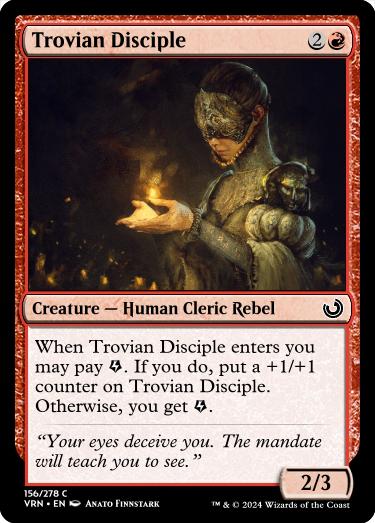 Trovian Disciple 2
Creature — Human Cleric Rebel
When Trovian Disciple enters you
may pay . If you do, put a +1/+1
counter on Trovian Disciple.
Otherwise, you get .
“Your eyes deceive you. The mandate
will teach you to see.”
2/3
156/278 C
VRN • EN Anato Finnstark
™ & © 2024 Wizards of the Coast